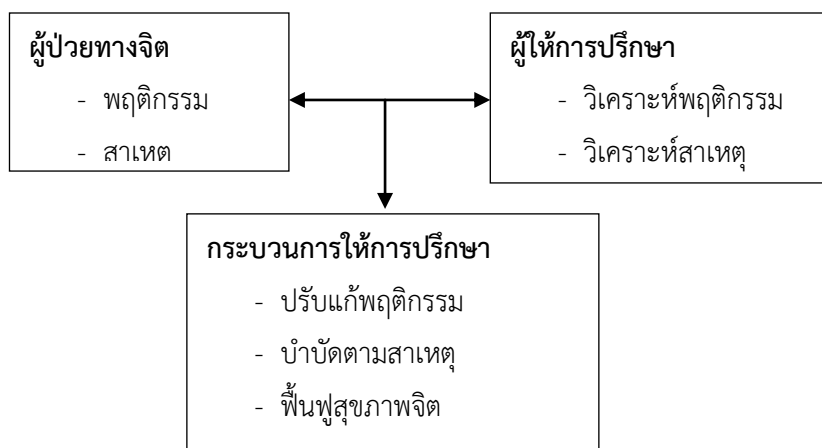 ผู้ป่วยทางจิต
- พฤติกรรม
- สาเหต
ผู้ให้การปรึกษา
- วิเคราะห์พฤติกรรม
- วิเคราะห์สาเหตุ
กระบวนการให้การปรึกษา
- ปรับแก้พฤติกรรม
- บำบัดตามสาเหตุ
- ฟื้นฟูสุขภาพจิต